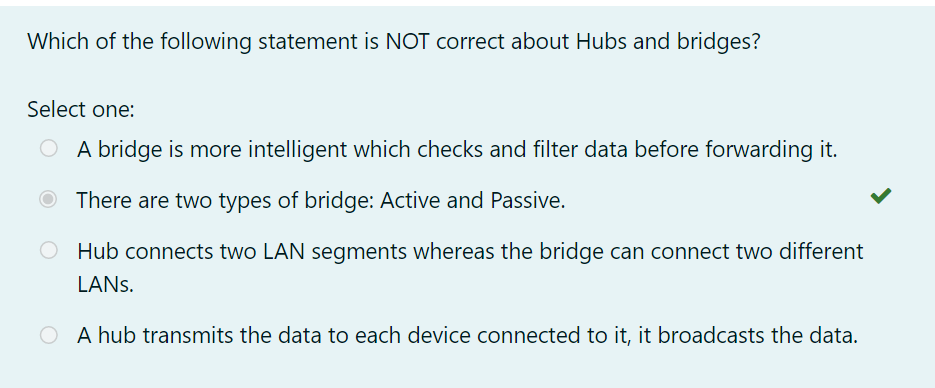 Which of the following statement is NOT correct about Hubs and bridges?
Select one:
A bridge is more intelligent which checks and filter data before forwarding it.
There are two types of bridge: Active and Passive.
Hub connects two LAN segments whereas the bridge can connect two different
LANs.
A hub transmits the data to each device connected to it, it broadcasts the data.